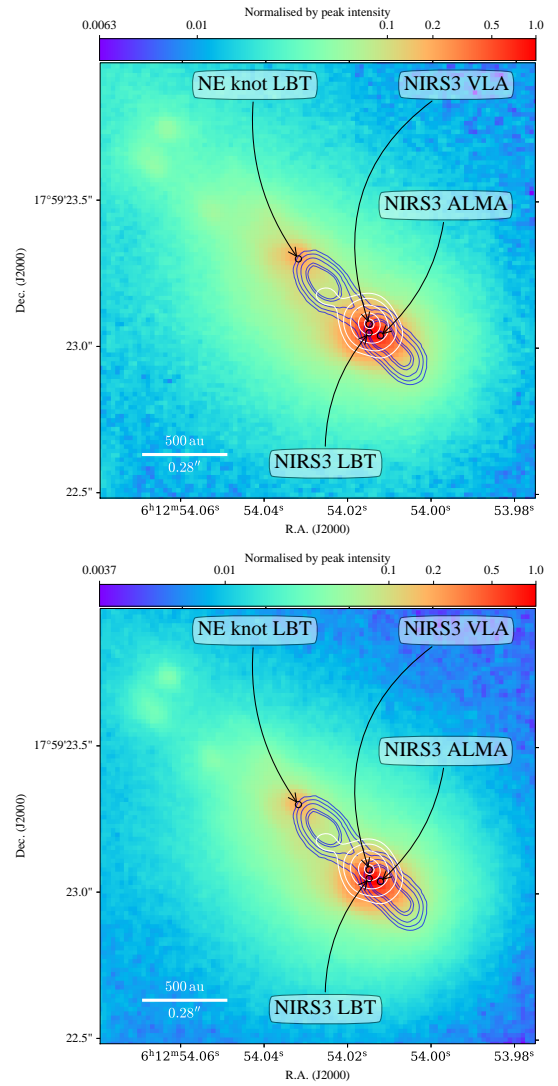 Normalised by peak intensity
0.0063 0.01 0.1 0.2 0.5 1.0
NE knot LBT NIRS3 VLA
NIRS3 ALMA
17°59'23.5"
Dec. (J2000)
23.0"
NIRS3 LBT
500 au
0.28″
22.5"
6ʰ12ᵐ54.06ˢ 54.04ˢ 54.02ˢ 54.00ˢ 53.98ˢ
R.A. (J2000)
Normalised by peak intensity
0.0037 0.01 0.1 0.2 0.5 1.0
NE knot LBT NIRS3 VLA
17°59'23.5"
NIRS3 ALMA
Dec. (J2000)
23.0"
500 au
0.28″
NIRS3 LBT
22.5"
6ʰ12ᵐ54.06ˢ 54.04ˢ 54.02ˢ 54.00ˢ 53.98ˢ
R.A. (J2000)